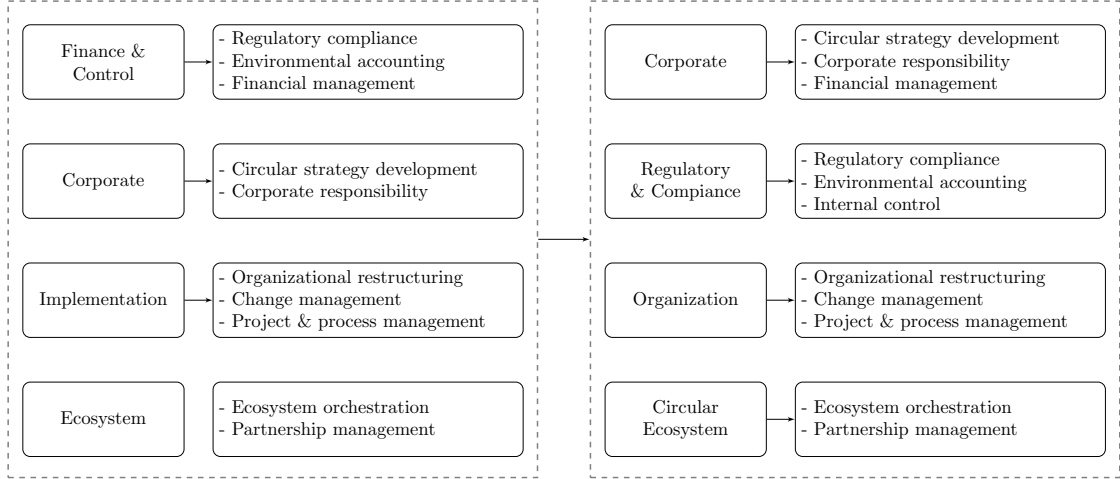 Finance &
Control
- Regulatory compliance
- Environmental accounting
- Financial management
Corporate
- Circular strategy development
- Corporate responsibility
Implementation
- Organizational restructuring
- Change management
- Project & process management
Ecosystem
- Ecosystem orchestration
- Partnership management
Corporate
- Circular strategy development
- Corporate responsibility
- Financial management
Regulatory
& Compiance
- Regulatory compliance
- Environmental accounting
- Internal control
Organization
- Organizational restructuring
- Change management
- Project & process management
Circular
Ecosystem
- Ecosystem orchestration
- Partnership management